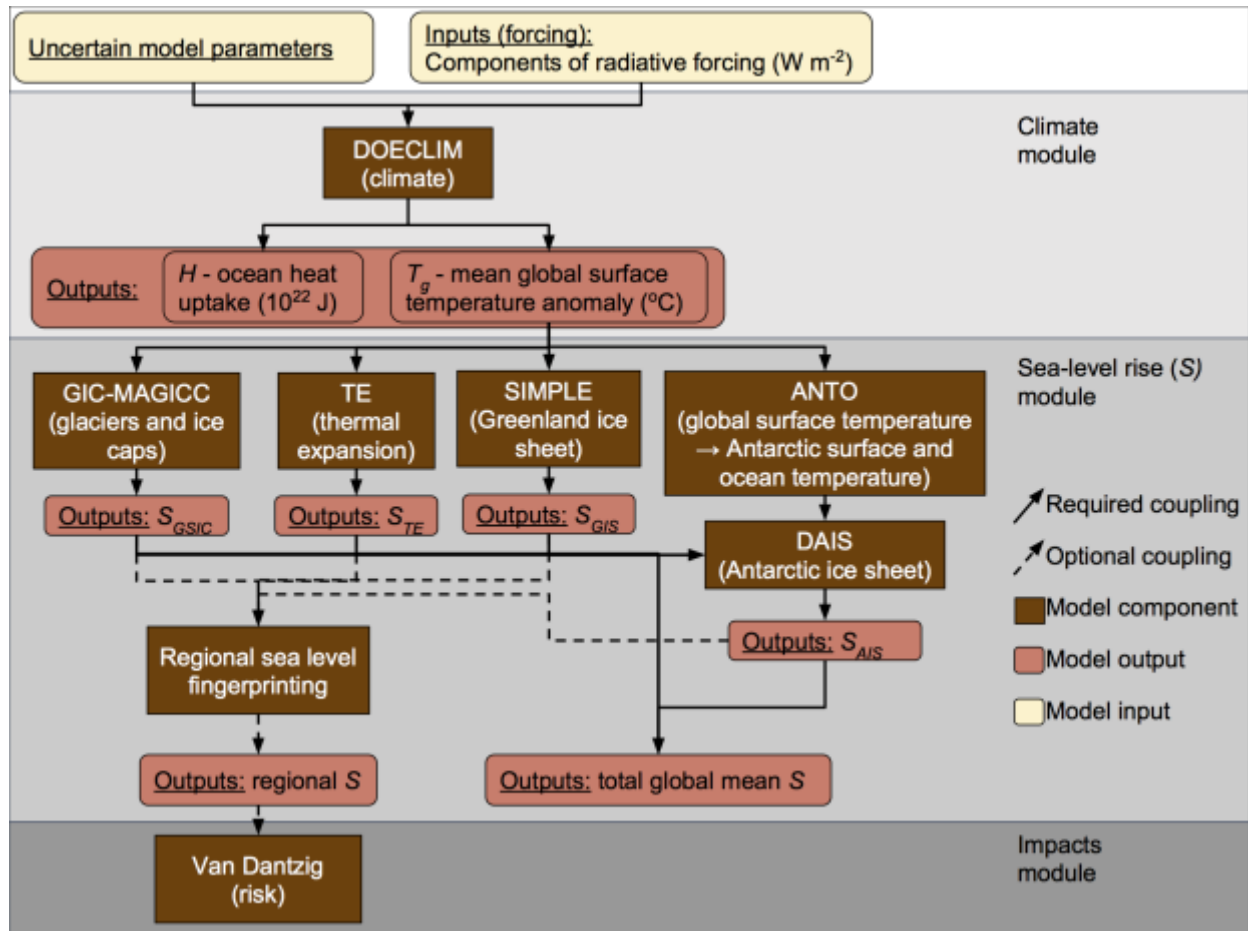 Uncertain model parameters
Inputs (forcing):
Components of radiative forcing (W m⁻²)
Climate
module
DOECLIM
(climate)
Outputs:
H - ocean heat
uptake (10²² J)
T_g - mean global surface
temperature anomaly (ºC)
Sea-level rise (S)
module
GIC-MAGICC
(glaciers and ice
caps)
TE
(thermal
expansion)
SIMPLE
(Greenland ice
sheet)
ANTO
(global surface temperature
→ Antarctic surface and
ocean temperature)
Outputs: S_GSIC
Outputs: S_TE
Outputs: S_GIS
DAIS
(Antarctic ice sheet)
Outputs: S_AIS
Regional sea level
fingerprinting
Outputs: regional S
Outputs: total global mean S
Required coupling
Optional coupling
Model component
Model output
Model input
Van Dantzig
(risk)
Impacts
module